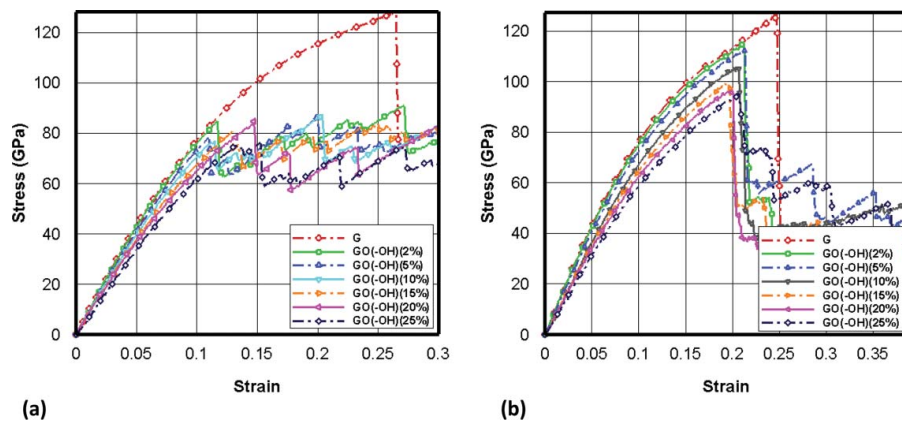 120
100
80
60
40
20
0
Stress (GPa)
G
GO(-OH)(2%)
GO(-OH)(5%)
GO(-OH)(10%)
GO(-OH)(15%)
GO(-OH)(20%)
GO(-OH)(25%)
0 0.05 0.1 0.15 0.2 0.25 0.3
Strain
(a)
120
100
80
60
40
20
0
Stress (GPa)
G
GO(-OH)(2%)
GO(-OH)(5%)
GO(-OH)(10%)
GO(-OH)(15%)
GO(-OH)(20%)
GO(-OH)(25%)
0 0.05 0.1 0.15 0.2 0.25 0.3 0.35
Strain
(b)